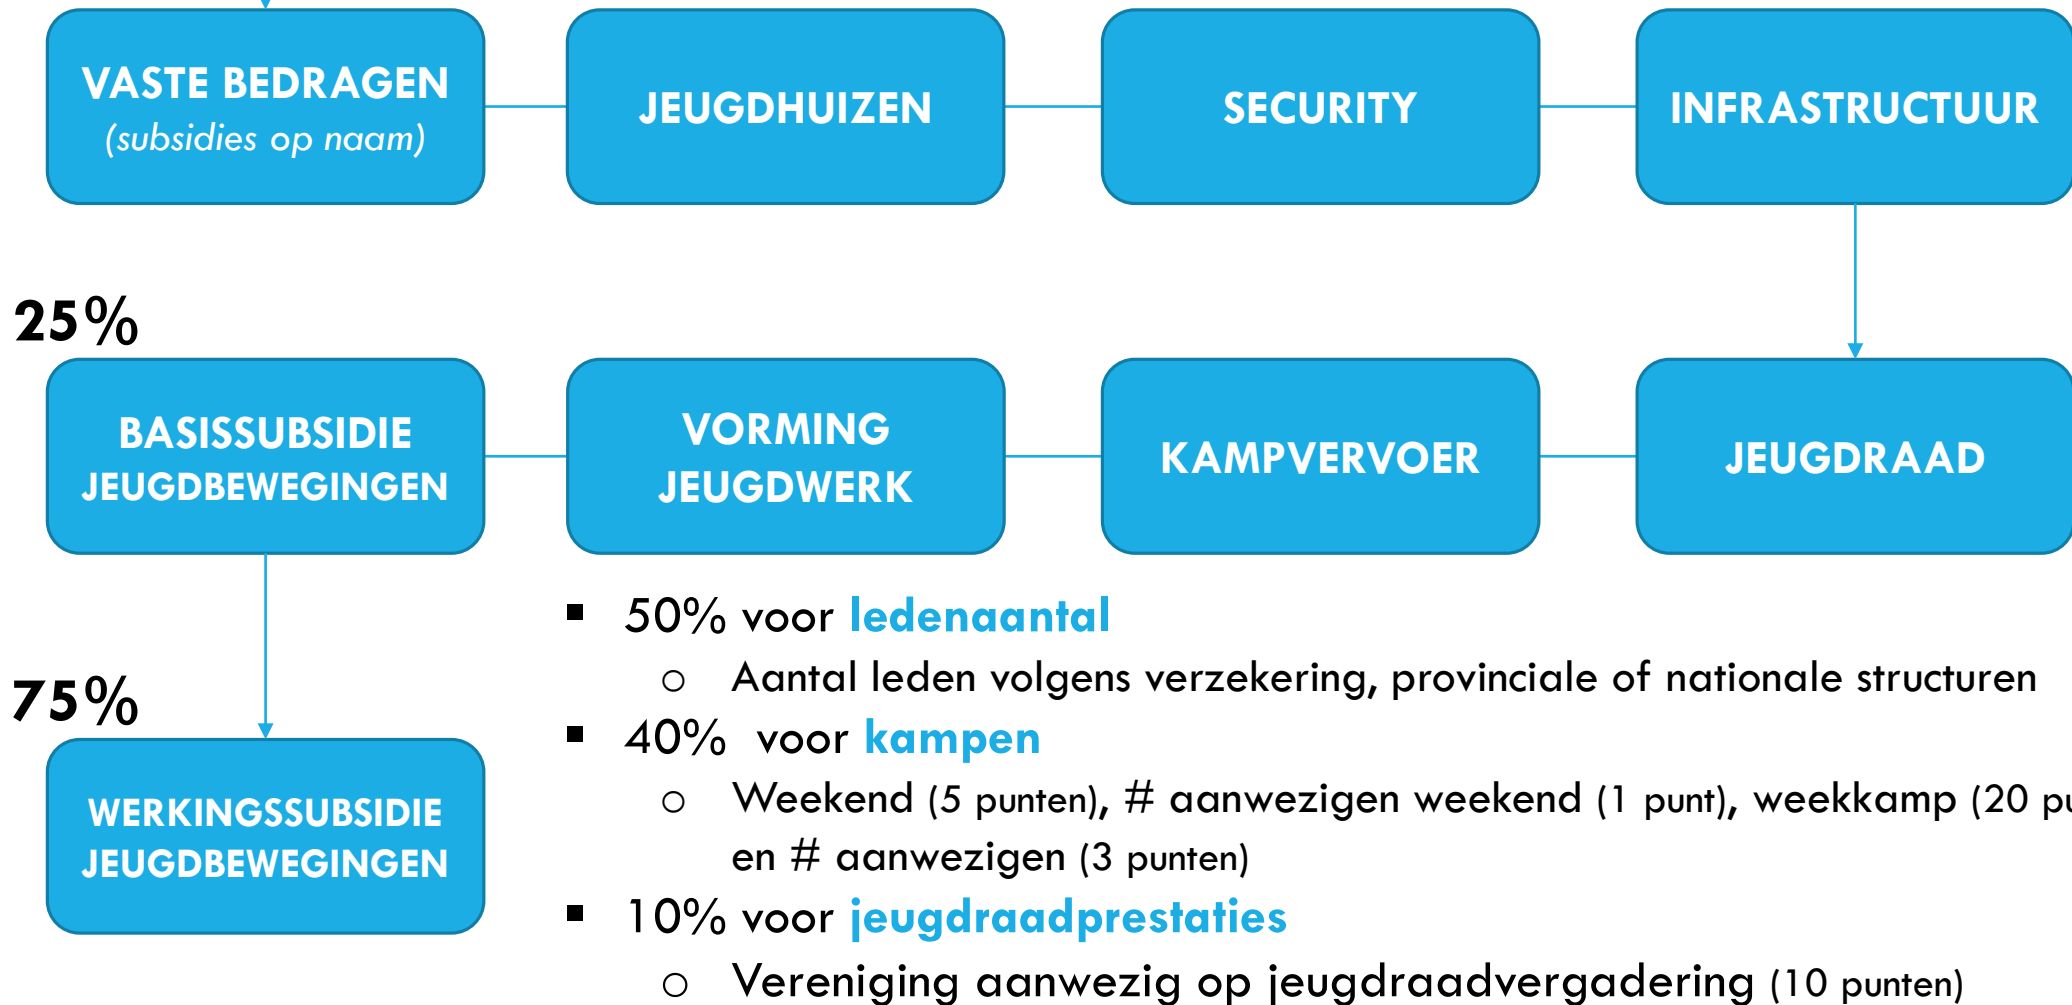 VASTE BEDRAGEN
(subsidies op naam)
JEUGDHUIZEN
SECURITY
INFRASTRUCTUUR
25%
BASISSUBSIDIE
JEUGDBEWEGINGEN
VORMING
JEUGDWERK
KAMPVERVOER
JEUGDRAAD
75%
WERKINGSSUBSIDIE
JEUGDBEWEGINGEN
▪ 50% voor ledenaantal
o Aantal leden volgens verzekering, provinciale of nationale structuren
▪ 40% voor kampen
o Weekend (5 punten), # aanwezigen weekend (1 punt), weekkamp (20
en # aanwezigen (3 punten)
▪ 10% voor jeugdraadprestaties
o Vereniging aanwezig op jeugdraadvergadering (10 punten)